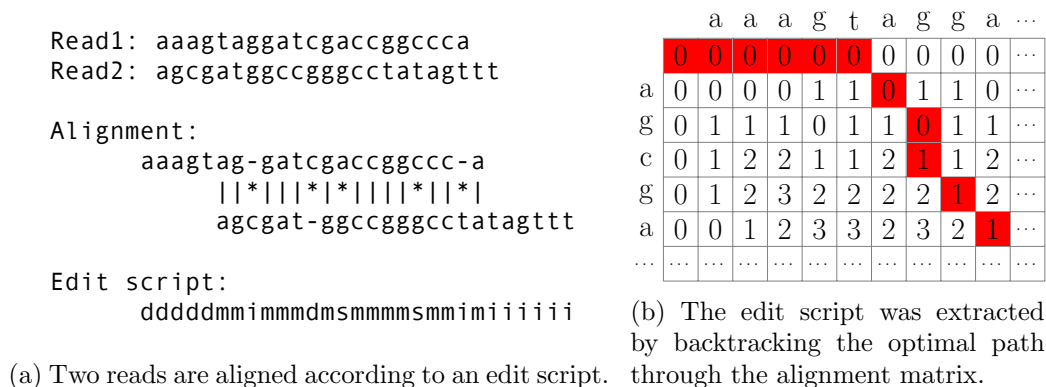 Read1: aaagtaggatcgaccggccca
Read2: agcgatggccgggcctatagttt
Alignment:
aaagtag-gatcgaccggccc-a
||*|||*|*||||*||*|
agcgat-ggccgggcctatagttt
Edit script:
dddddmmimmmdmsmmmmsmmimiiiiii
(a) Two reads are aligned according to an edit script.
a a a g t a g g a ···
0 0 0 0 0 0 0 0 0 0 ···
a 0 0 0 0 1 1 0 1 1 0 ···
g 0 1 1 1 0 1 1 0 1 1 ···
c 0 1 2 2 1 1 2 1 1 2 ···
g 0 1 2 3 2 2 2 2 1 2 ···
a 0 0 1 2 3 3 2 3 2 1 ···
··· ··· ··· ··· ··· ··· ··· ··· ··· ··· ··· ···
(b) The edit script was extracted
by backtracking the optimal path
through the alignment matrix.